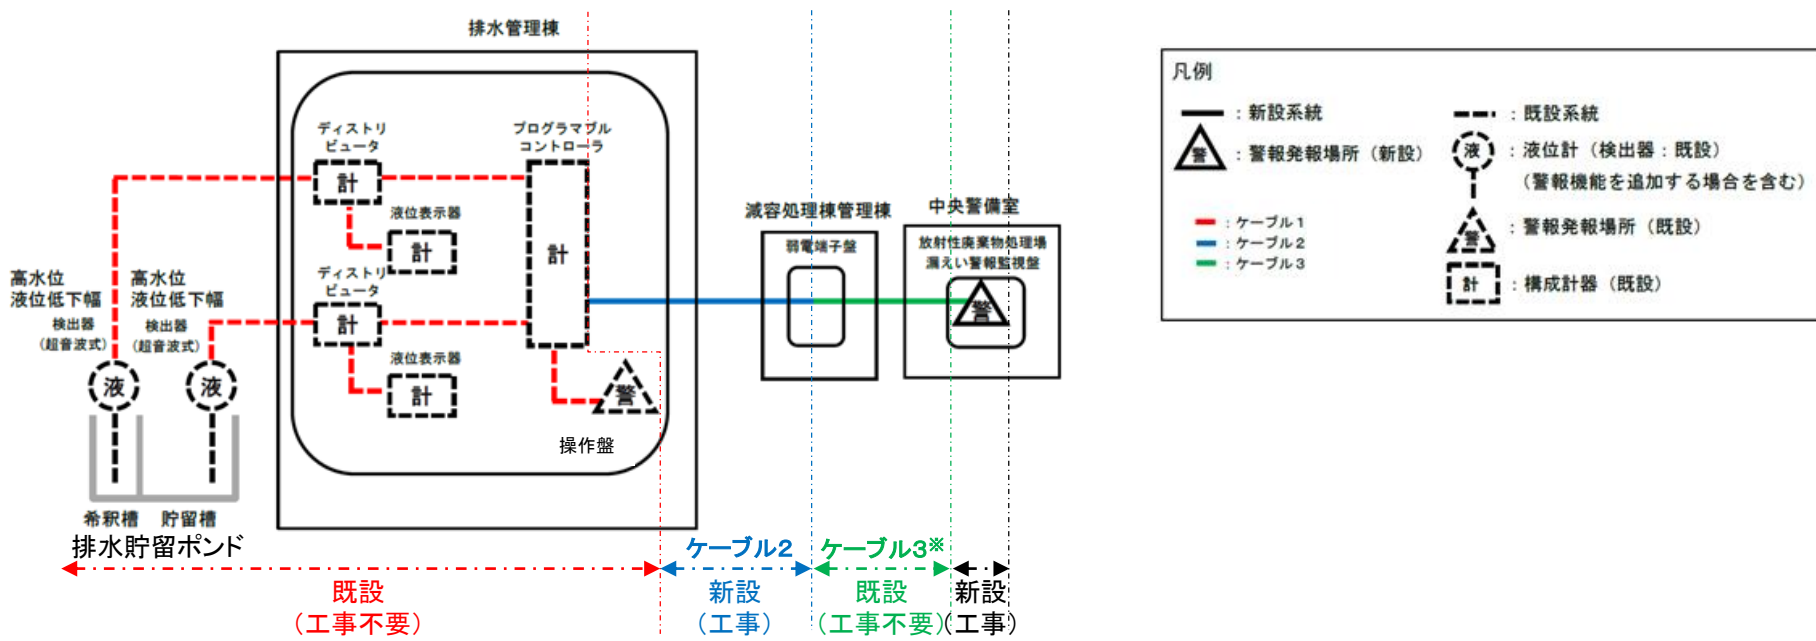 排水管理棟
ディストリ
ビュータ
計
液位表示器
計
ディストリ
ビュータ
計
液位表示器
計
プログラマブル
コントローラ
計
警
操作盤
高水位
液位低下幅
検出器
(超音波式)
液
高水位
液位低下幅
検出器
(超音波式)
液
希釈槽
貯留槽
排水貯留ポンド
減容処理棟管理棟
弱電端子盤
中央警備室
放射性廃棄物処理場
漏えい警報監視盤
警
既設
(工事不要)
ケーブル2
新設
(工事)
ケーブル3※
既設
(工事不要)
新設
(工事)
凡例
：新設系統
警
：警報発報場所（新設）
：ケーブル1
：ケーブル2
：ケーブル3
：既設系統
液
：液位計（検出器：既設）
（警報機能を追加する場合を含む）
警
：警報発報場所（既設）
計
：構成計器（既設）